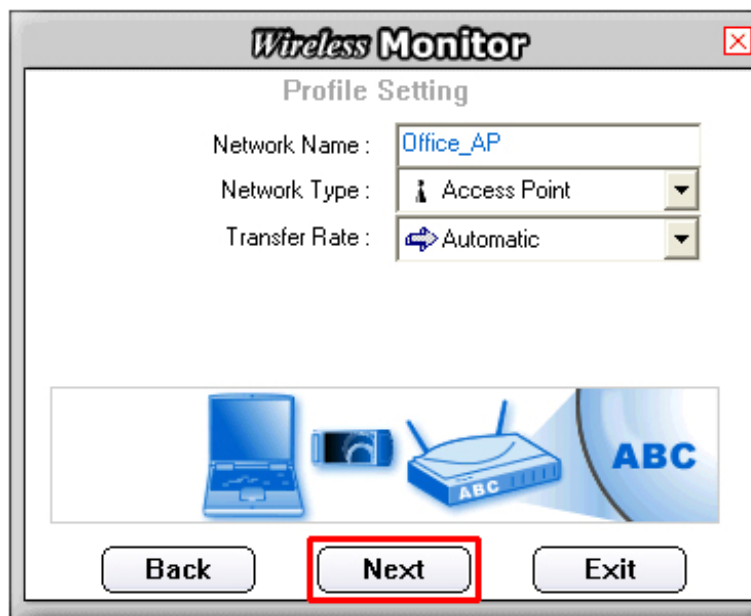 Wireless Monitor
Profile Setting
Network Name : Office_AP
Network Type : Access Point
Transfer Rate : Automatic
ABC
ABC
Back Next Exit